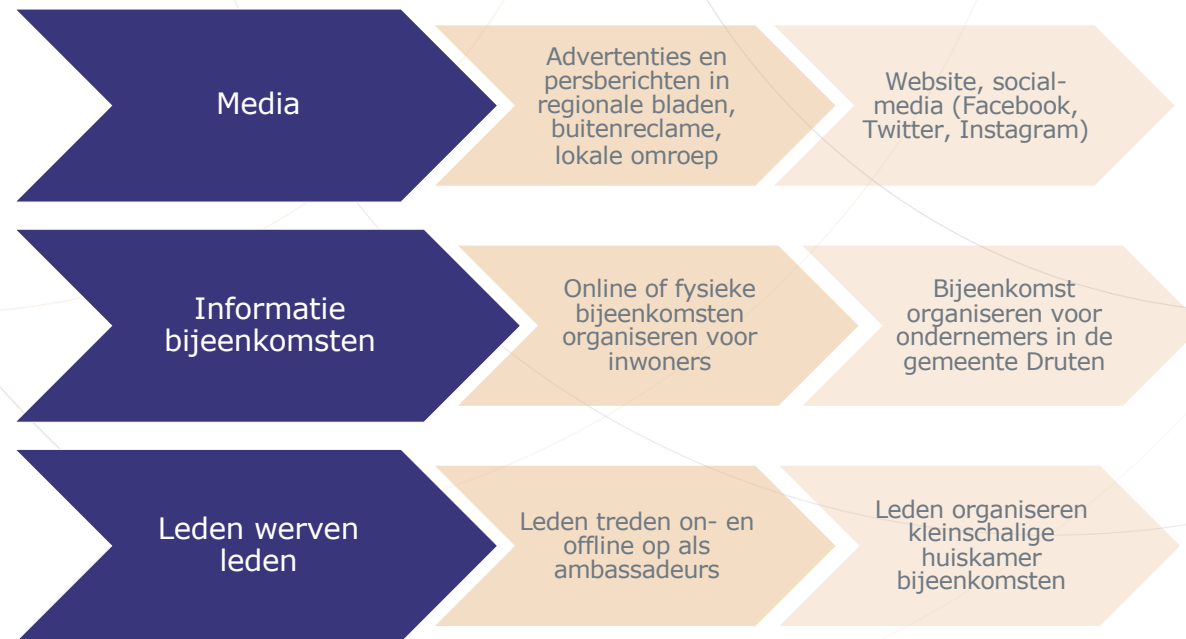 Media
Advertenties en
persberichten in
regionale bladen,
buitenreclame,
lokale omroep
Website, social-
media (Facebook,
Twitter, Instagram)
Informatie
bijeenkomsten
Online of fysieke
bijeenkomsten
organiseren voor
inwoners
Bijeenkomst
organiseren voor
ondernemers in de
gemeente Druten
Leden werven
leden
Leden treden on- en
offline op als
ambassadeurs
Leden organiseren
kleinschalige
huiskamer
bijeenkomsten